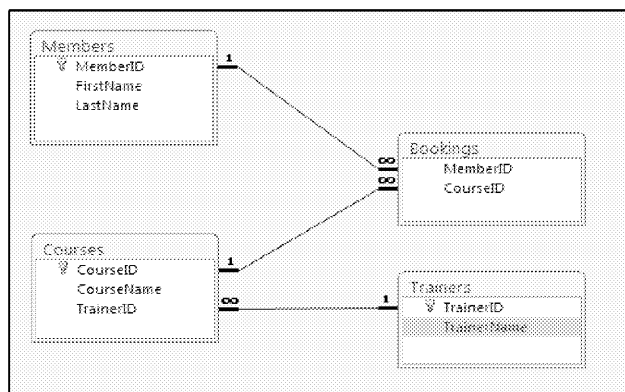 Members
MemberID
FirstName
LastName
1
∞
∞
Bookings
MemberID
CourseID
Courses
CourseID
CourseName
TrainerID
1
∞
1
Trainers
TrainerID
TrainerName